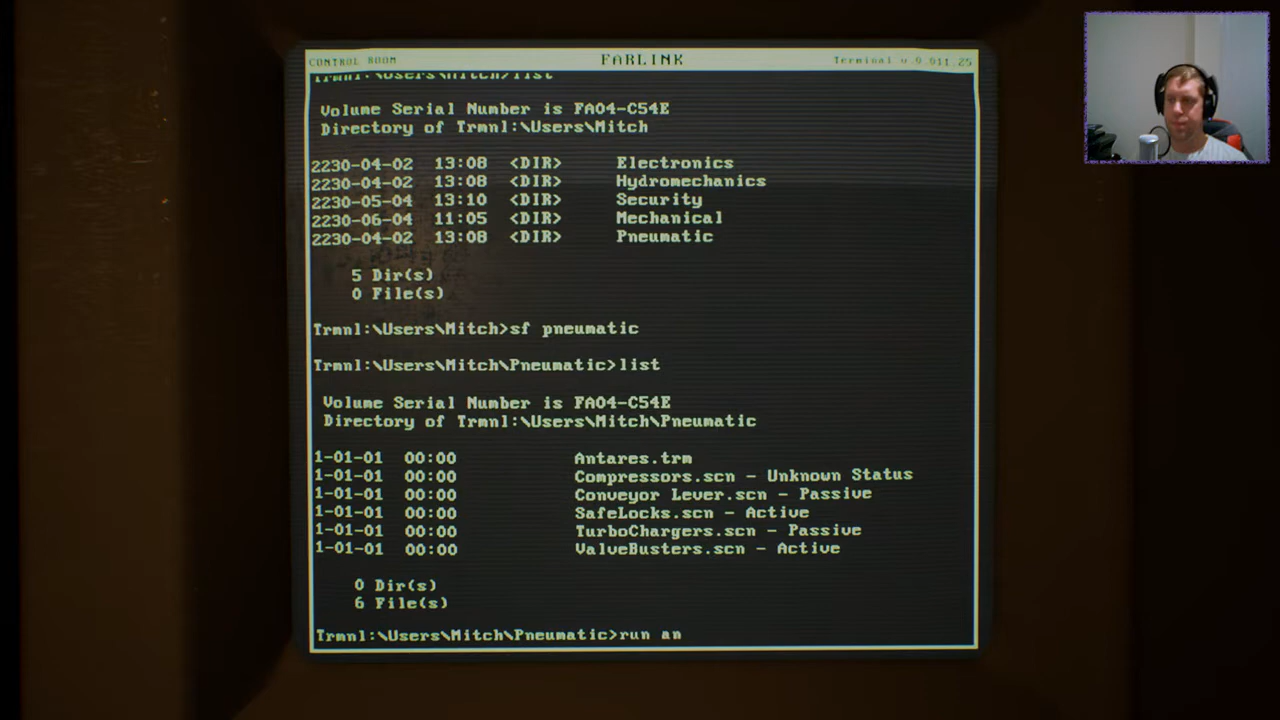 CONTROL ROOM FARLINK Terminal v.0.011.25
Trmnl:\Users\Mitch>list
Volume Serial Number is FA04-C54E
Directory of Trmnl:\Users\Mitch
2230-04-02 13:08 <DIR> Electronics
2230-04-02 13:08 <DIR> Hydromechanics
2230-05-04 13:10 <DIR> Security
2230-06-04 11:05 <DIR> Mechanical
2230-04-02 13:08 <DIR> Pneumatic
5 Dir(s)
0 File(s)
Trmnl:\Users\Mitch>sf pneumatic
Trmnl:\Users\Mitch\Pneumatic>list
Volume Serial Number is FA04-C54E
Directory of Trmnl:\Users\Mitch\Pneumatic
1-01-01 00:00 Antares.trm
1-01-01 00:00 Compressors.scn - Unknown Status
1-01-01 00:00 Conveyor Lever.scn - Passive
1-01-01 00:00 SafeLocks.scn - Active
1-01-01 00:00 TurboChargers.scn - Passive
1-01-01 00:00 ValveBusters.scn - Active
0 Dir(s)
6 File(s)
Trmnl:\Users\Mitch\Pneumatic>run an